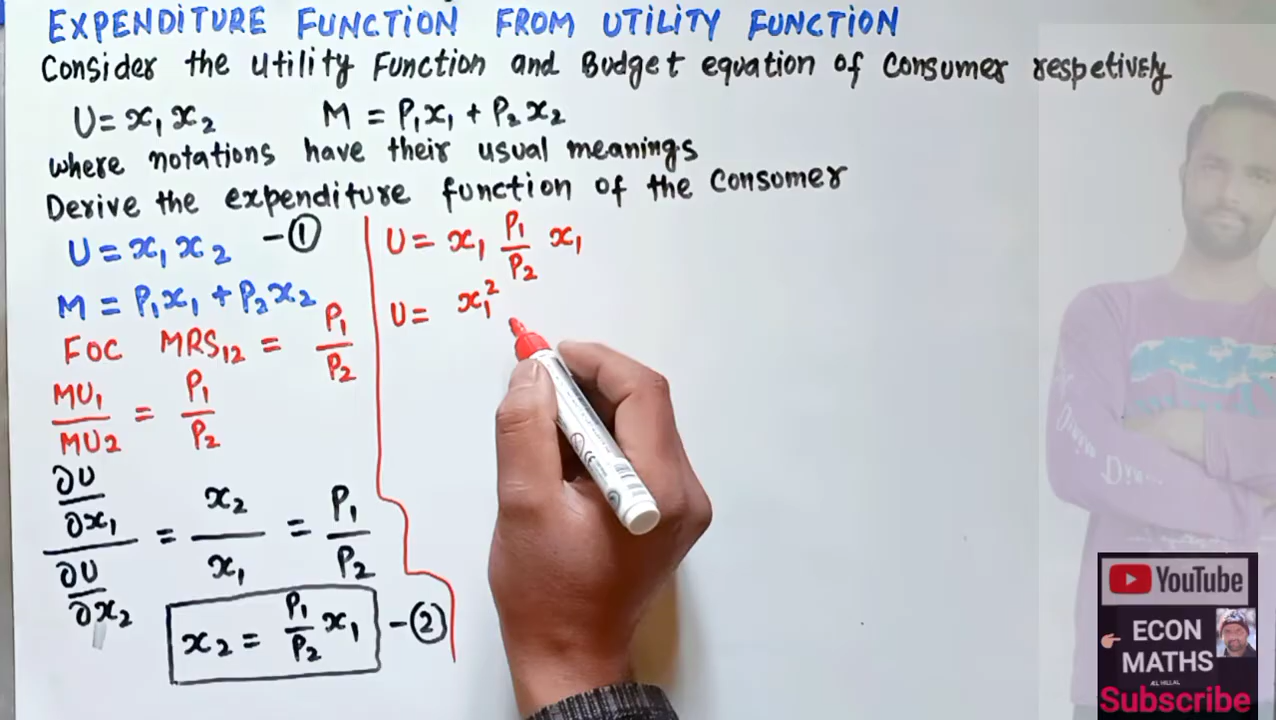 EXPENDITURE FUNCTION FROM UTILITY FUNCTION
Consider the utility Function and Budget equation of Consumer respetively
U = x₁ x₂ M = P₁x₁ + P₂x₂
where notations have their usual meanings
Derive the expenditure function of the Consomer
U = x₁ x₂ —①
M = P₁x₁ + P₂x₂
FOC MRS₁₂ = P₁/P₂
MU₁/MU₂ = P₁/P₂
∂U/∂x₁ / ∂U/∂x₂ = x₂/x₁ = P₁/P₂
x₂ = P₁/P₂ x₁ —②
U = x₁ P₁/P₂ x₁
U = x₁²
YouTube
ECON
MATHS
Subscribe